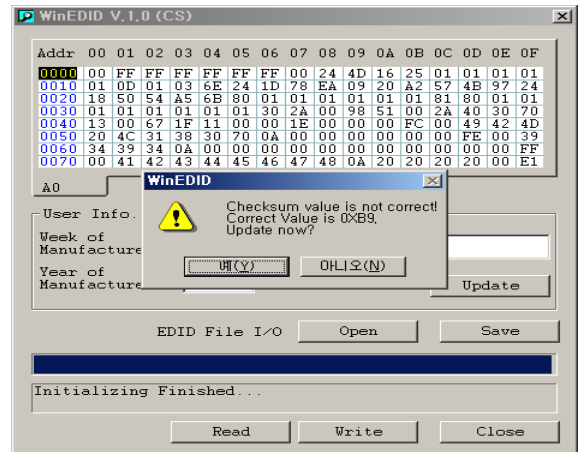 WinEDID V.1.0 (CS)
Addr 00 01 02 03 04 05 06 07 08 09 0A 0B 0C 0D 0E 0F
0000 00 FF FF FF FF FF FF 00 24 4D 16 25 01 01 01 01
0010 01 0D 01 03 6E 24 1D 78 EA 09 20 A2 57 4B 97 24
0020 18 50 54 A5 6B 80 01 01 01 01 01 01 81 80 01 01
0030 01 01 01 01 01 01 30 2A 00 98 51 00 2A 40 30 70
0040 13 00 67 1F 11 00 00 1E 00 00 00 FC 00 49 42 4D
0050 20 4C 31 38 30 70 0A 00 00 00 00 00 00 FE 00 39
0060 34 39 34 0A 00 00 00 00 00 00 00 00 00 00 00 FF
0070 00 41 42 43 44 45 46 47 48 0A 20 20 20 20 00 E1
A0
WinEDID
Checksum value is not correct!
Correct Value is 0XB9,
Update now?
예(Y) 아니오(N)
User Info.
Week of
Manufacture
Year of
Manufacture
Update
EDID File I/O Open Save
Initializing Finished...
Read Write Close